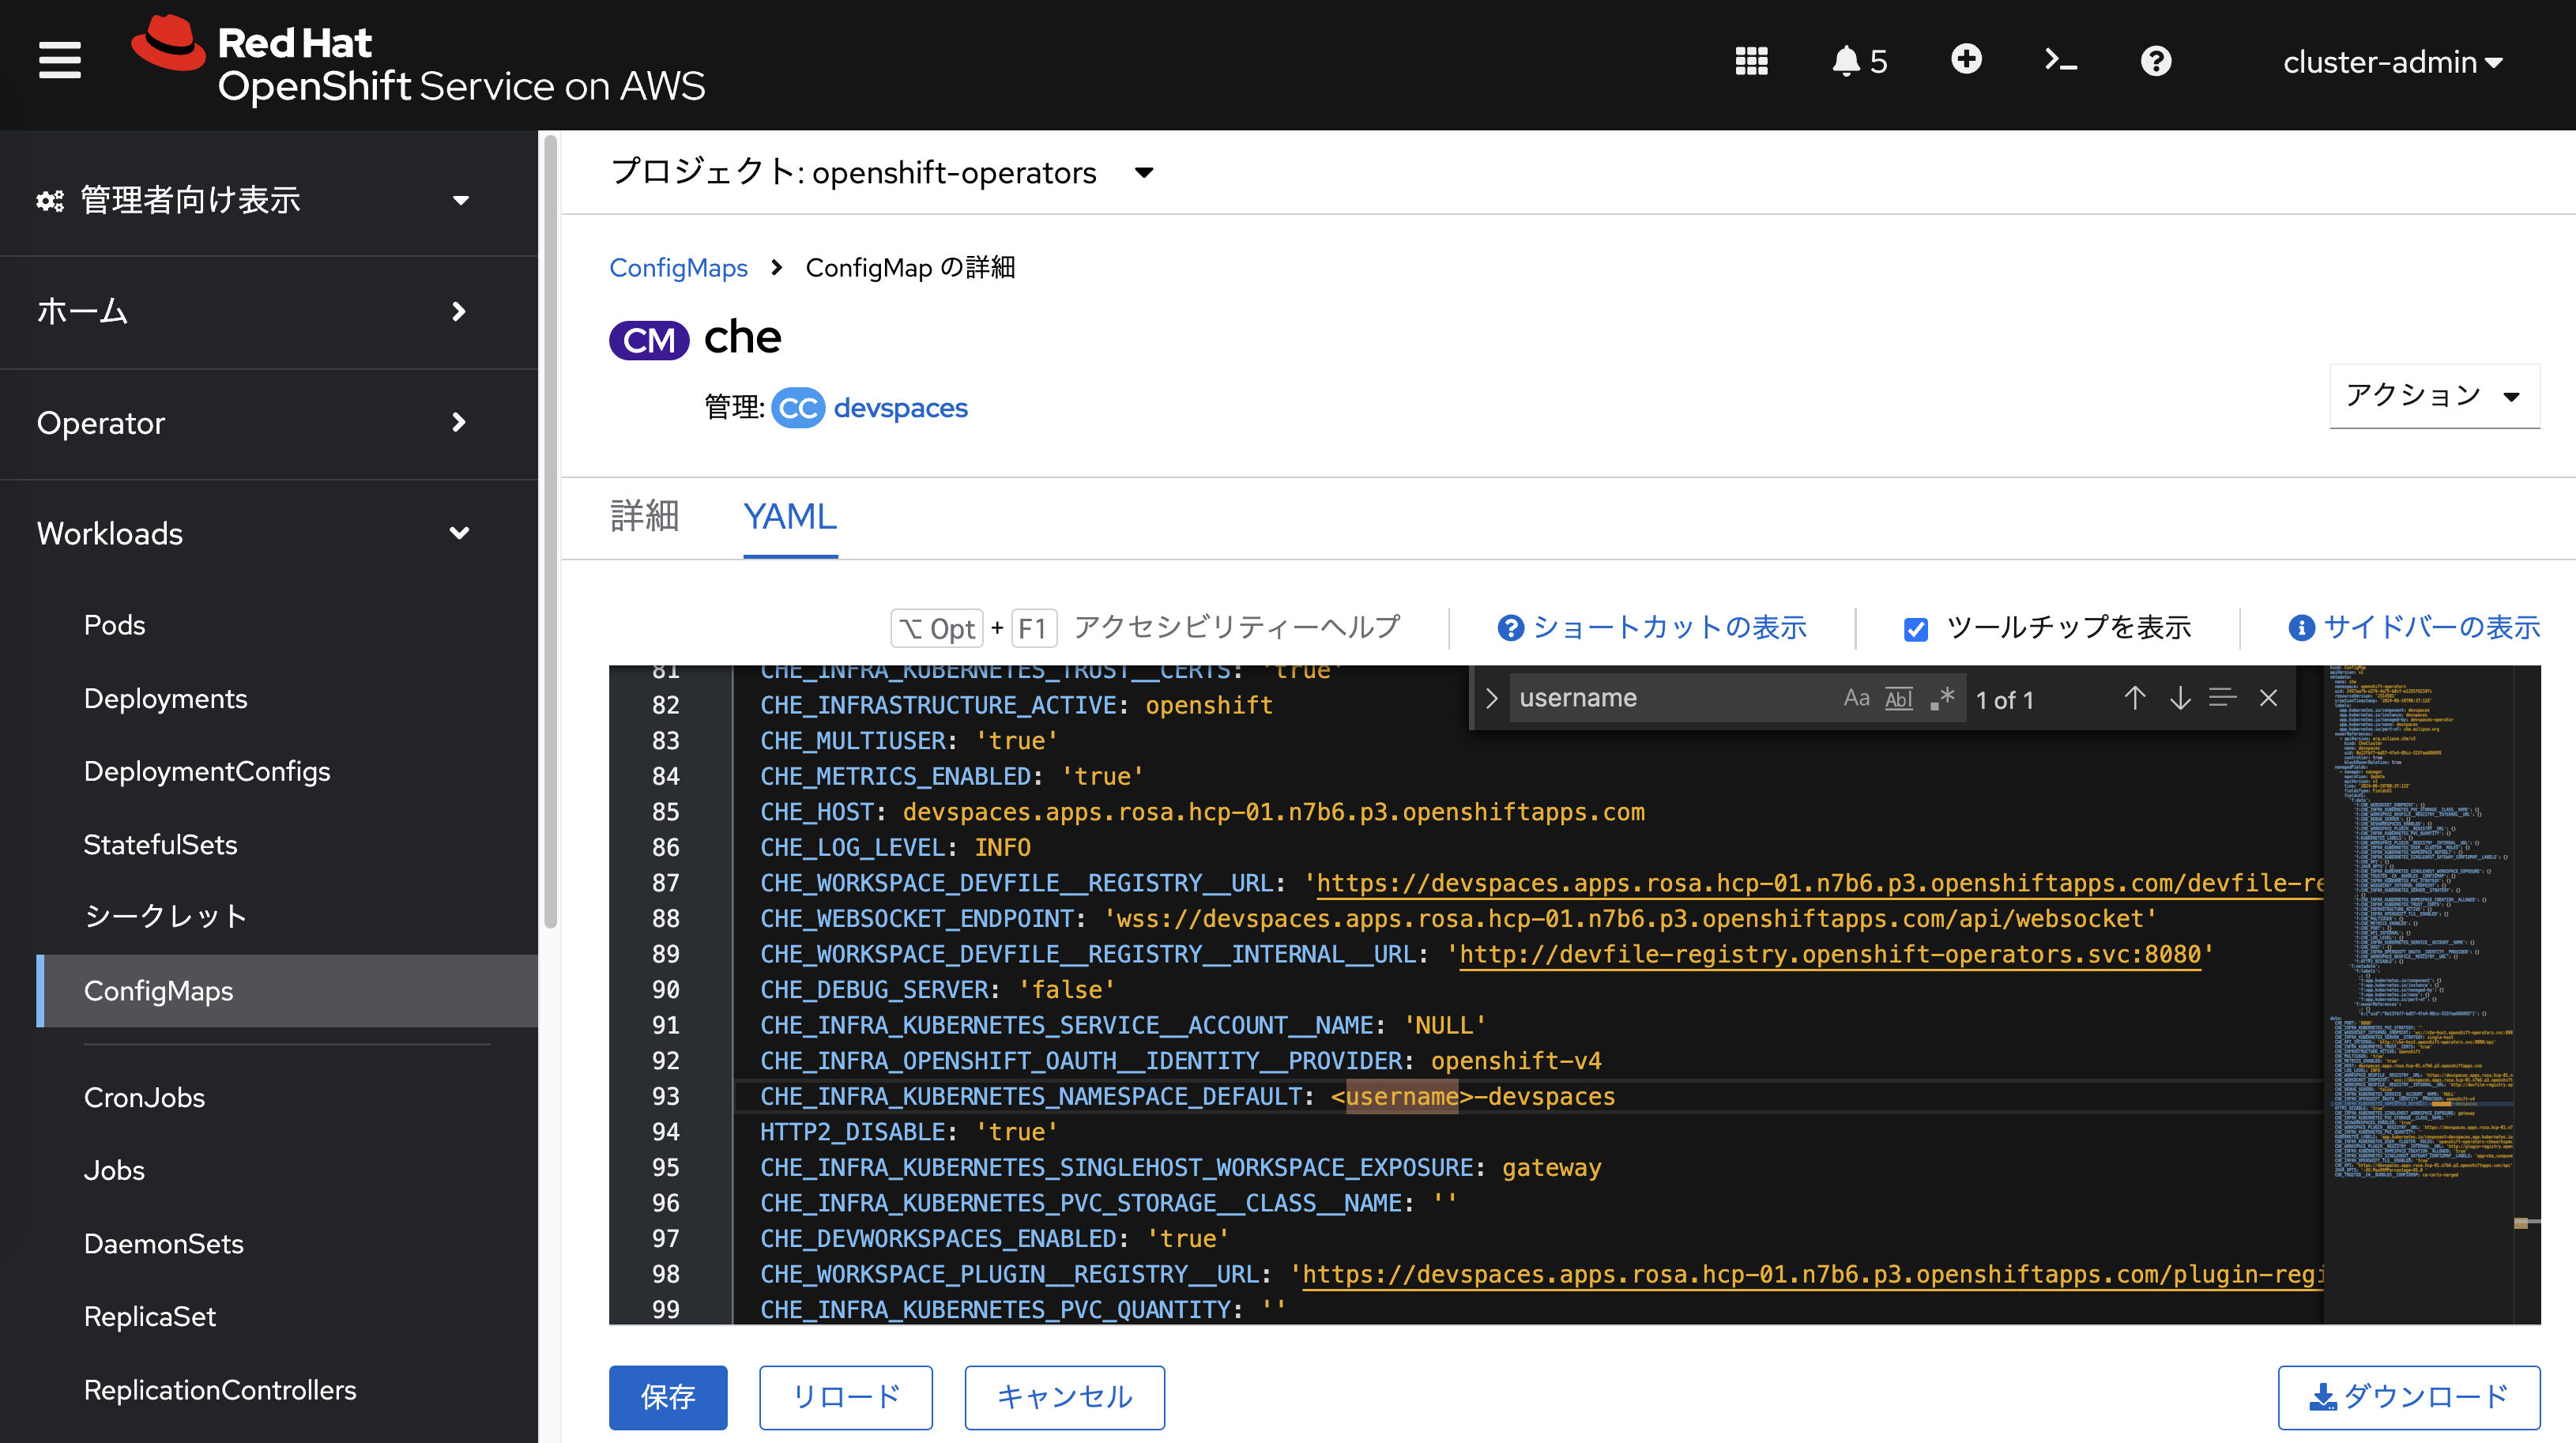 Red Hat
OpenShift Service on AWS
5
cluster-admin
管理者向け表示
ホーム
Operator
Workloads
Pods
Deployments
DeploymentConfigs
StatefulSets
シークレット
ConfigMaps
CronJobs
Jobs
DaemonSets
ReplicaSet
ReplicationControllers
プロジェクト: openshift-operators
ConfigMaps > ConfigMap の詳細
CM che
管理: CC devspaces
アクション
詳細 YAML
⌥ Opt + F1 アクセシビリティーヘルプ
ショートカットの表示
ツールチップを表示
サイドバーの表示
username Aa Abl .* 1 of 1
81 CHE_INFRA_KUBERNETES_TRUST__CERTS: 'true'
82 CHE_INFRASTRUCTURE_ACTIVE: openshift
83 CHE_MULTIUSER: 'true'
84 CHE_METRICS_ENABLED: 'true'
85 CHE_HOST: devspaces.apps.rosa.hcp-01.n7b6.p3.openshiftapps.com
86 CHE_LOG_LEVEL: INFO
87 CHE_WORKSPACE_DEVFILE__REGISTRY__URL: 'https://devspaces.apps.rosa.hcp-01.n7b6.p3.openshiftapps.com/devfile-re
88 CHE_WEBSOCKET_ENDPOINT: 'wss://devspaces.apps.rosa.hcp-01.n7b6.p3.openshiftapps.com/api/websocket'
89 CHE_WORKSPACE_DEVFILE__REGISTRY__INTERNAL__URL: 'http://devfile-registry.openshift-operators.svc:8080'
90 CHE_DEBUG_SERVER: 'false'
91 CHE_INFRA_KUBERNETES_SERVICE__ACCOUNT__NAME: 'NULL'
92 CHE_INFRA_OPENSHIFT_OAUTH__IDENTITY__PROVIDER: openshift-v4
93 CHE_INFRA_KUBERNETES_NAMESPACE_DEFAULT: <username>-devspaces
94 HTTP2_DISABLE: 'true'
95 CHE_INFRA_KUBERNETES_SINGLEHOST_WORKSPACE_EXPOSURE: gateway
96 CHE_INFRA_KUBERNETES_PVC_STORAGE__CLASS__NAME: ''
97 CHE_DEVWORKSPACES_ENABLED: 'true'
98 CHE_WORKSPACE_PLUGIN__REGISTRY__URL: 'https://devspaces.apps.rosa.hcp-01.n7b6.p3.openshiftapps.com/plugin-regi
99 CHE_INFRA_KUBERNETES_PVC_QUANTITY: ''
保存
リロード
キャンセル
ダウンロード